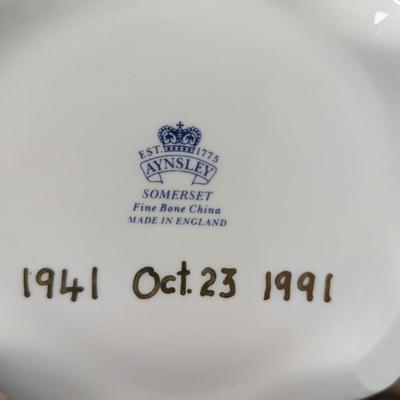 EST. 1775
AYNSLEY
SOMERSET
Fine Bone China
MADE IN ENGLAND
1941 Oct. 23 1991